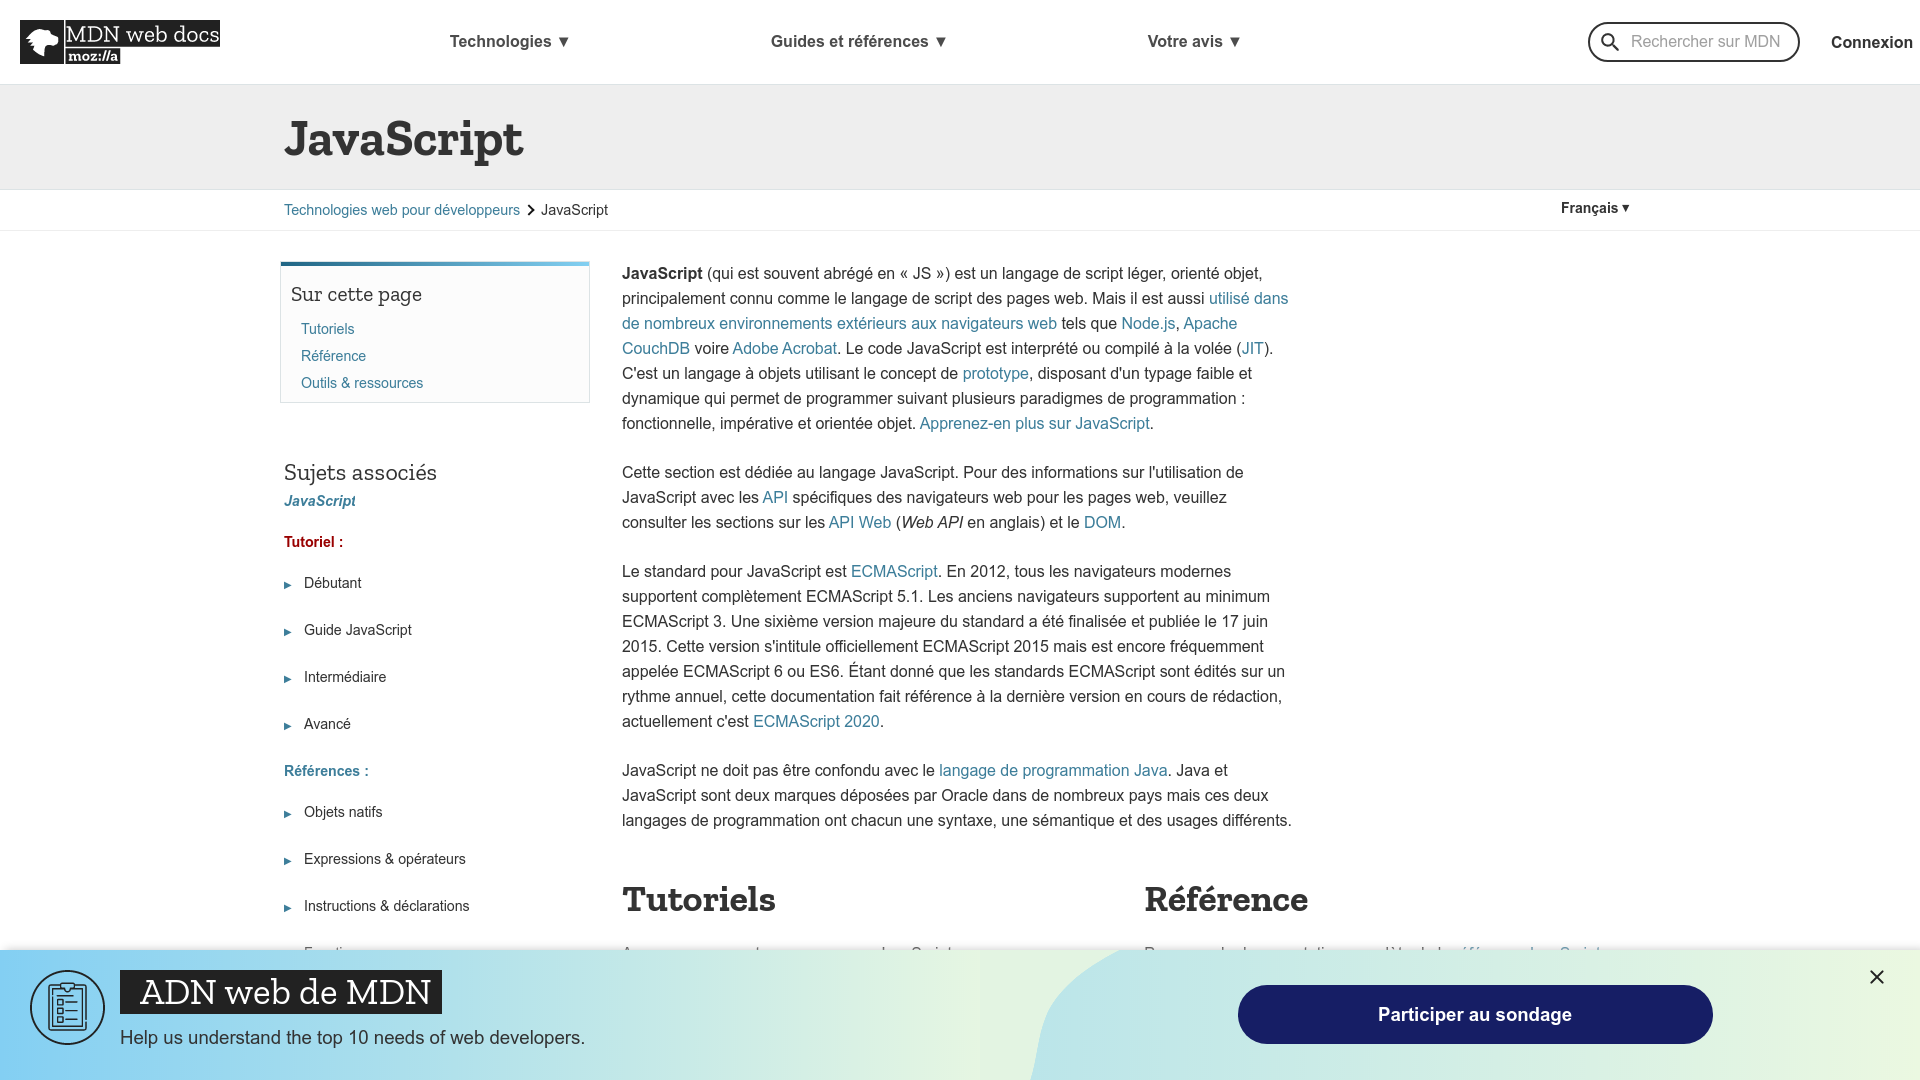 MDN web docs
moz://a
Technologies ▼
Guides et références ▼
Votre avis ▼
Rechercher sur MDN
Connexion
JavaScript
Technologies web pour développeurs
JavaScript
Français ▼
Sur cette page
Tutoriels
Référence
Outils & ressources
Sujets associés
JavaScript
Tutoriel :
Débutant
Guide JavaScript
Intermédiaire
Avancé
Références :
Objets natifs
Expressions & opérateurs
Instructions & déclarations
JavaScript (qui est souvent abrégé en « JS ») est un langage de script léger, orienté objet,
principalement connu comme le langage de script des pages web. Mais il est aussi utilisé dans
de nombreux environnements extérieurs aux navigateurs web tels que Node.js, Apache
CouchDB voire Adobe Acrobat. Le code JavaScript est interprété ou compilé à la volée (JIT).
C'est un langage à objets utilisant le concept de prototype, disposant d'un typage faible et
dynamique qui permet de programmer suivant plusieurs paradigmes de programmation :
fonctionnelle, impérative et orientée objet. Apprenez-en plus sur JavaScript.
Cette section est dédiée au langage JavaScript. Pour des informations sur l'utilisation de
JavaScript avec les API spécifiques des navigateurs web pour les pages web, veuillez
consulter les sections sur les API Web (Web API en anglais) et le DOM.
Le standard pour JavaScript est ECMAScript. En 2012, tous les navigateurs modernes
supportent complètement ECMAScript 5.1. Les anciens navigateurs supportent au minimum
ECMAScript 3. Une sixième version majeure du standard a été finalisée et publiée le 17 juin
2015. Cette version s'intitule officiellement ECMAScript 2015 mais est encore fréquemment
appelée ECMAScript 6 ou ES6. Étant donné que les standards ECMAScript sont édités sur un
rythme annuel, cette documentation fait référence à la dernière version en cours de rédaction,
actuellement c'est ECMAScript 2020.
JavaScript ne doit pas être confondu avec le langage de programmation Java. Java et
JavaScript sont deux marques déposées par Oracle dans de nombreux pays mais ces deux
langages de programmation ont chacun une syntaxe, une sémantique et des usages différents.
Tutoriels
Référence
ADN web de MDN
Help us understand the top 10 needs of web developers.
Participer au sondage